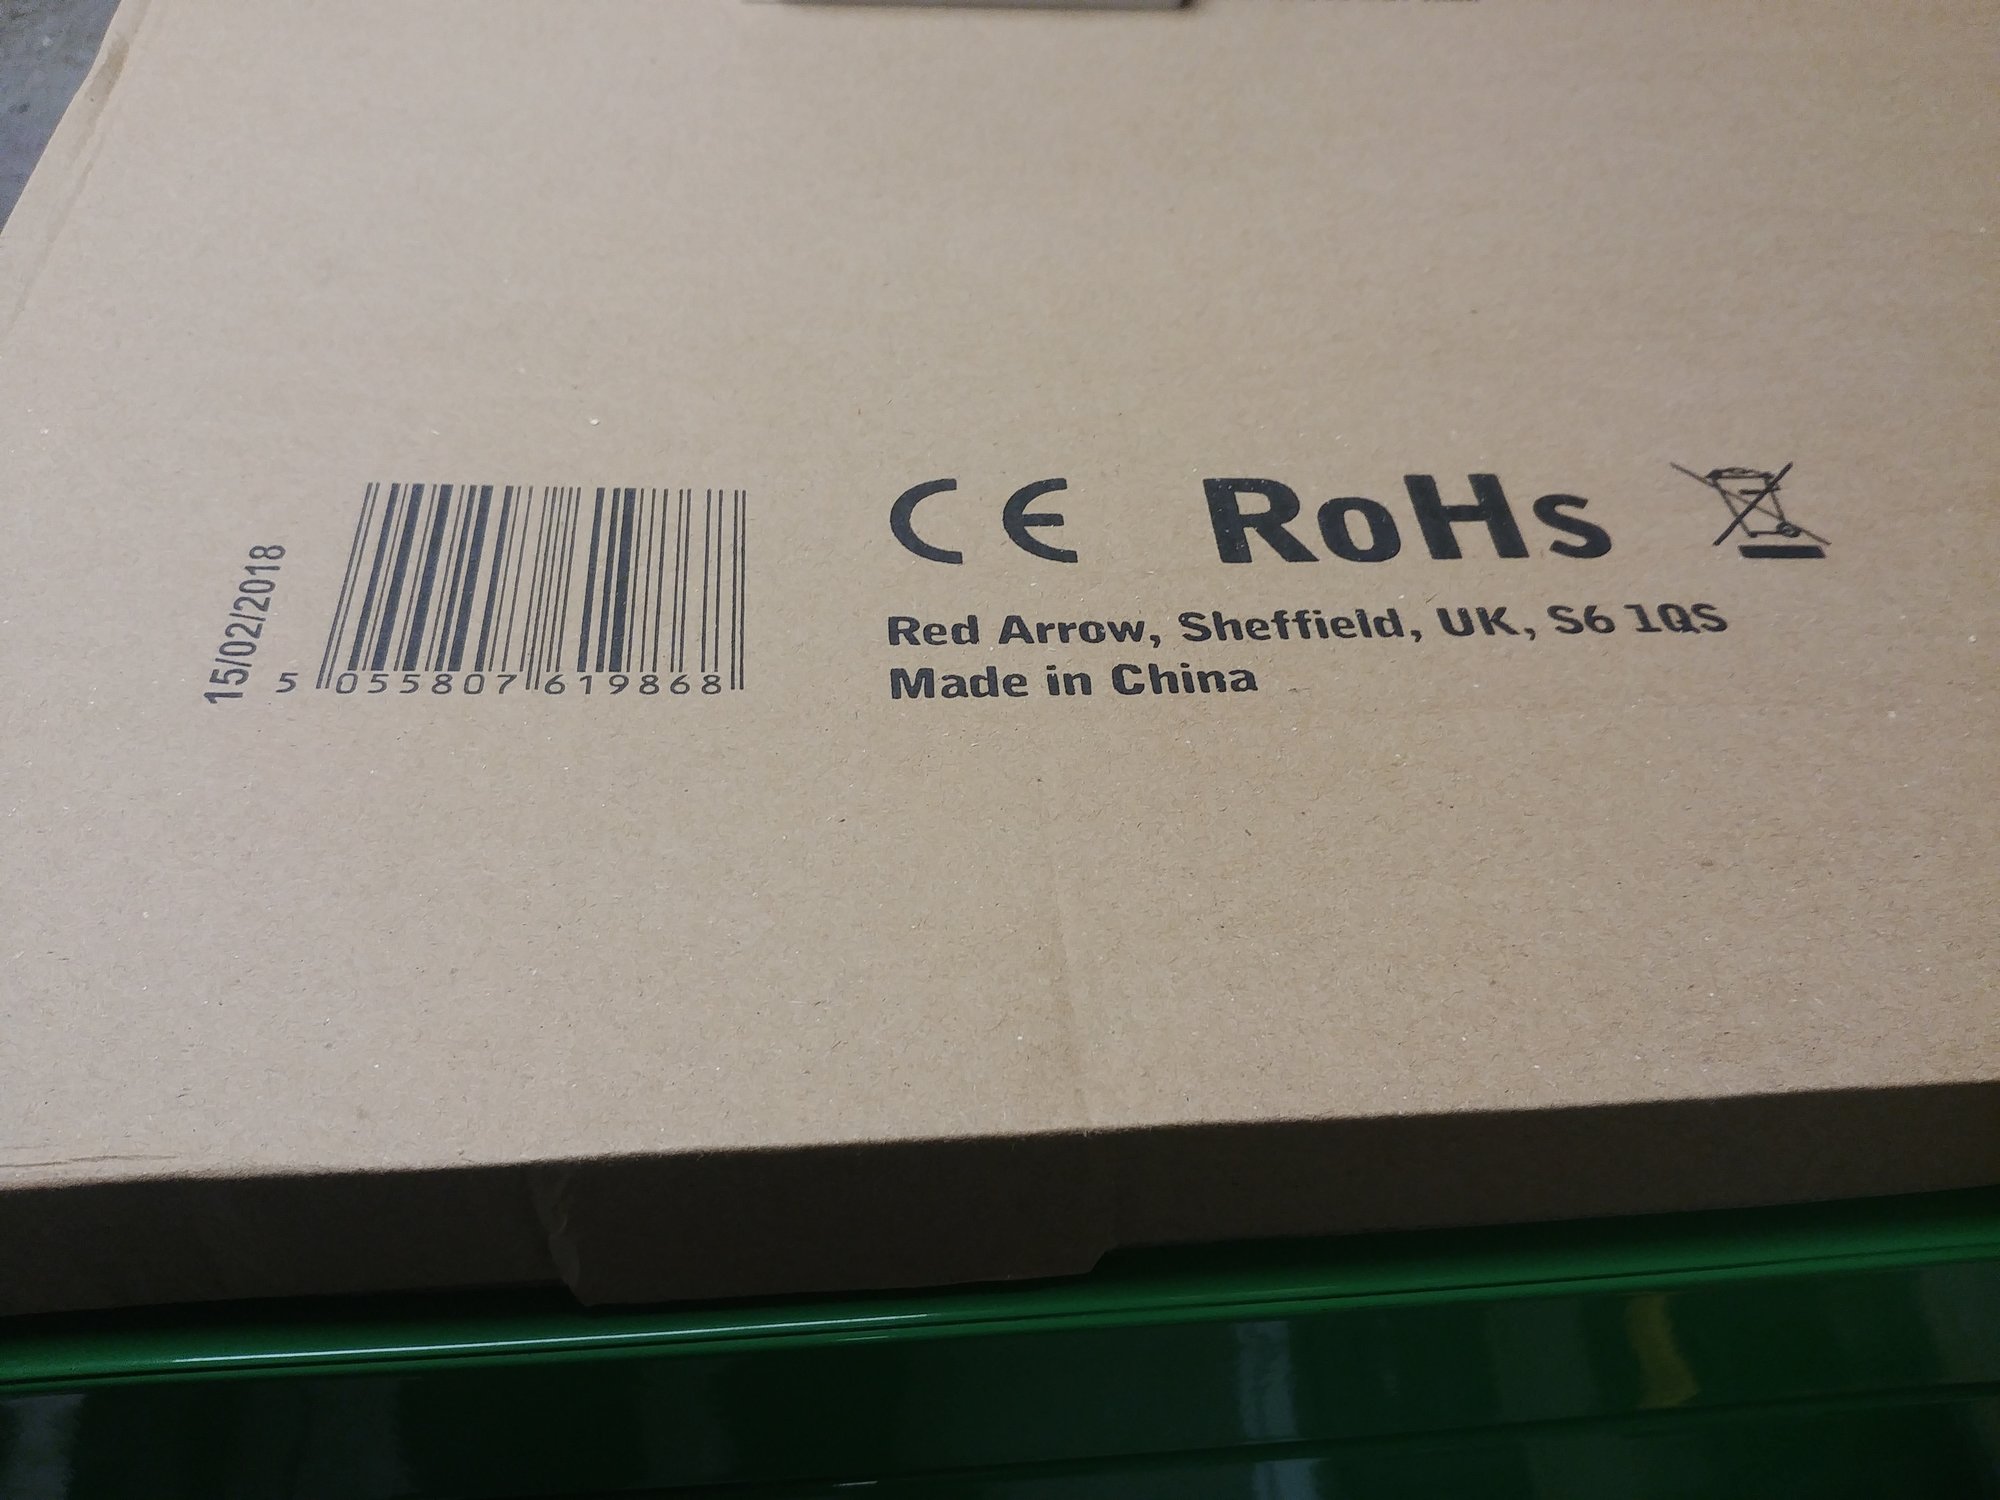 15/02/2018
5 055807 619868
CE RoHs
Red Arrow, Sheffield, UK, S6 1QS
Made in China